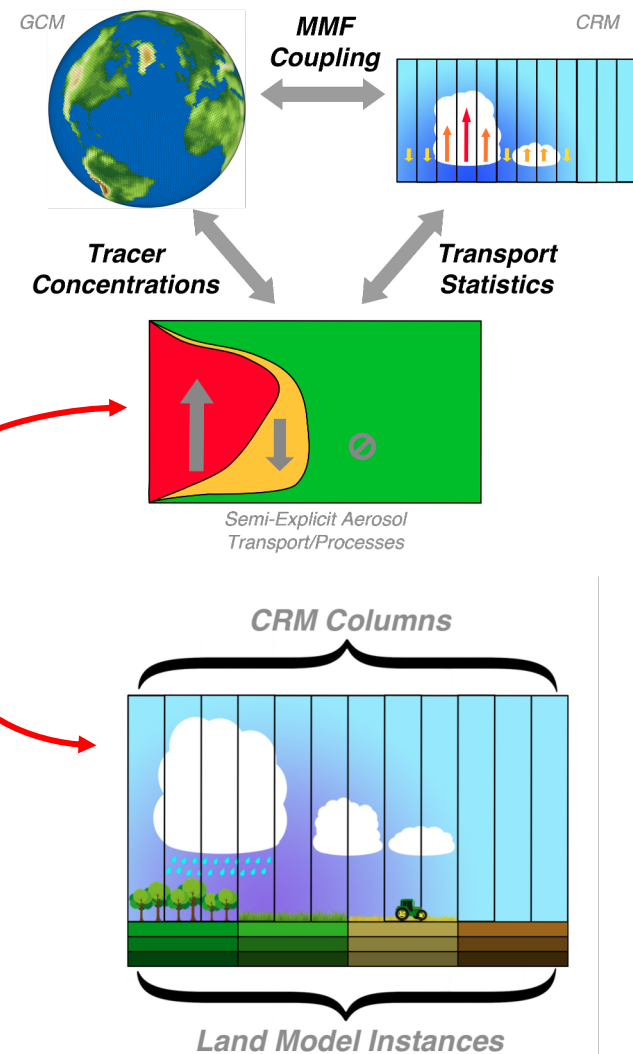 GCM
MMF
Coupling
CRM
Tracer
Concentrations
Transport
Statistics
Semi-Explicit Aerosol
Transport/Processes
CRM Columns
Land Model Instances